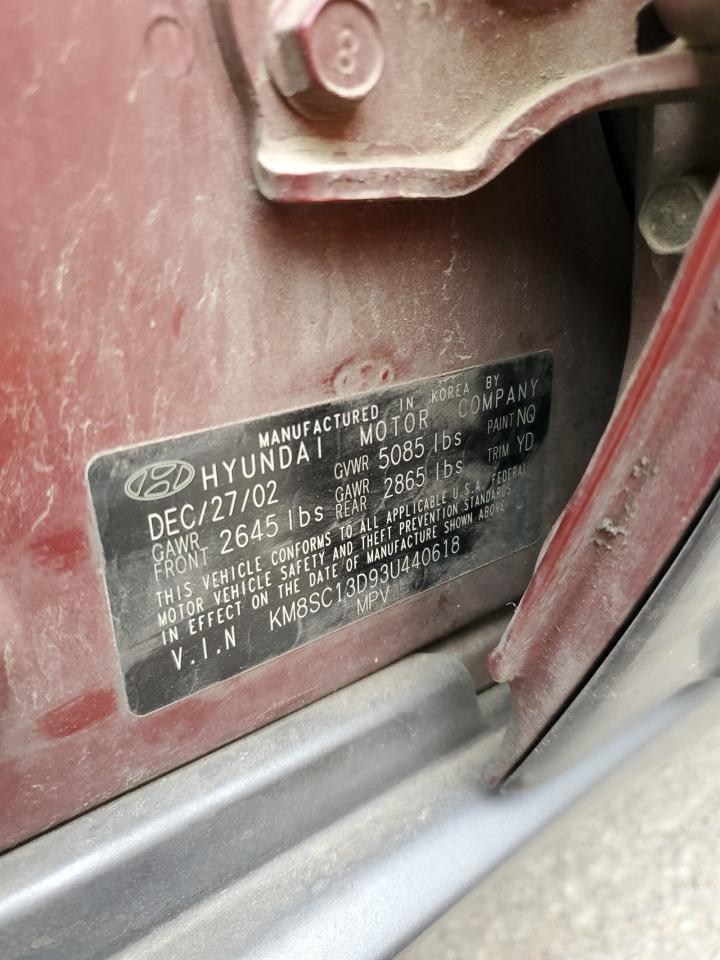 MANUFACTURED IN KOREA BY
HYUNDAI MOTOR COMPANY
DEC/27/02 GVWR 5085 lbs PAINT NQ
GAWR FRONT 2645 lbs GAWR REAR 2865 lbs TRIM YD
THIS VEHICLE CONFORMS TO ALL APPLICABLE U.S.A. FEDERAL
MOTOR VEHICLE SAFETY AND THEFT PREVENTION STANDARDS
IN EFFECT ON THE DATE OF MANUFACTURE SHOWN ABOVE
V.I.N KM8SC13D93U440618
MPV
8